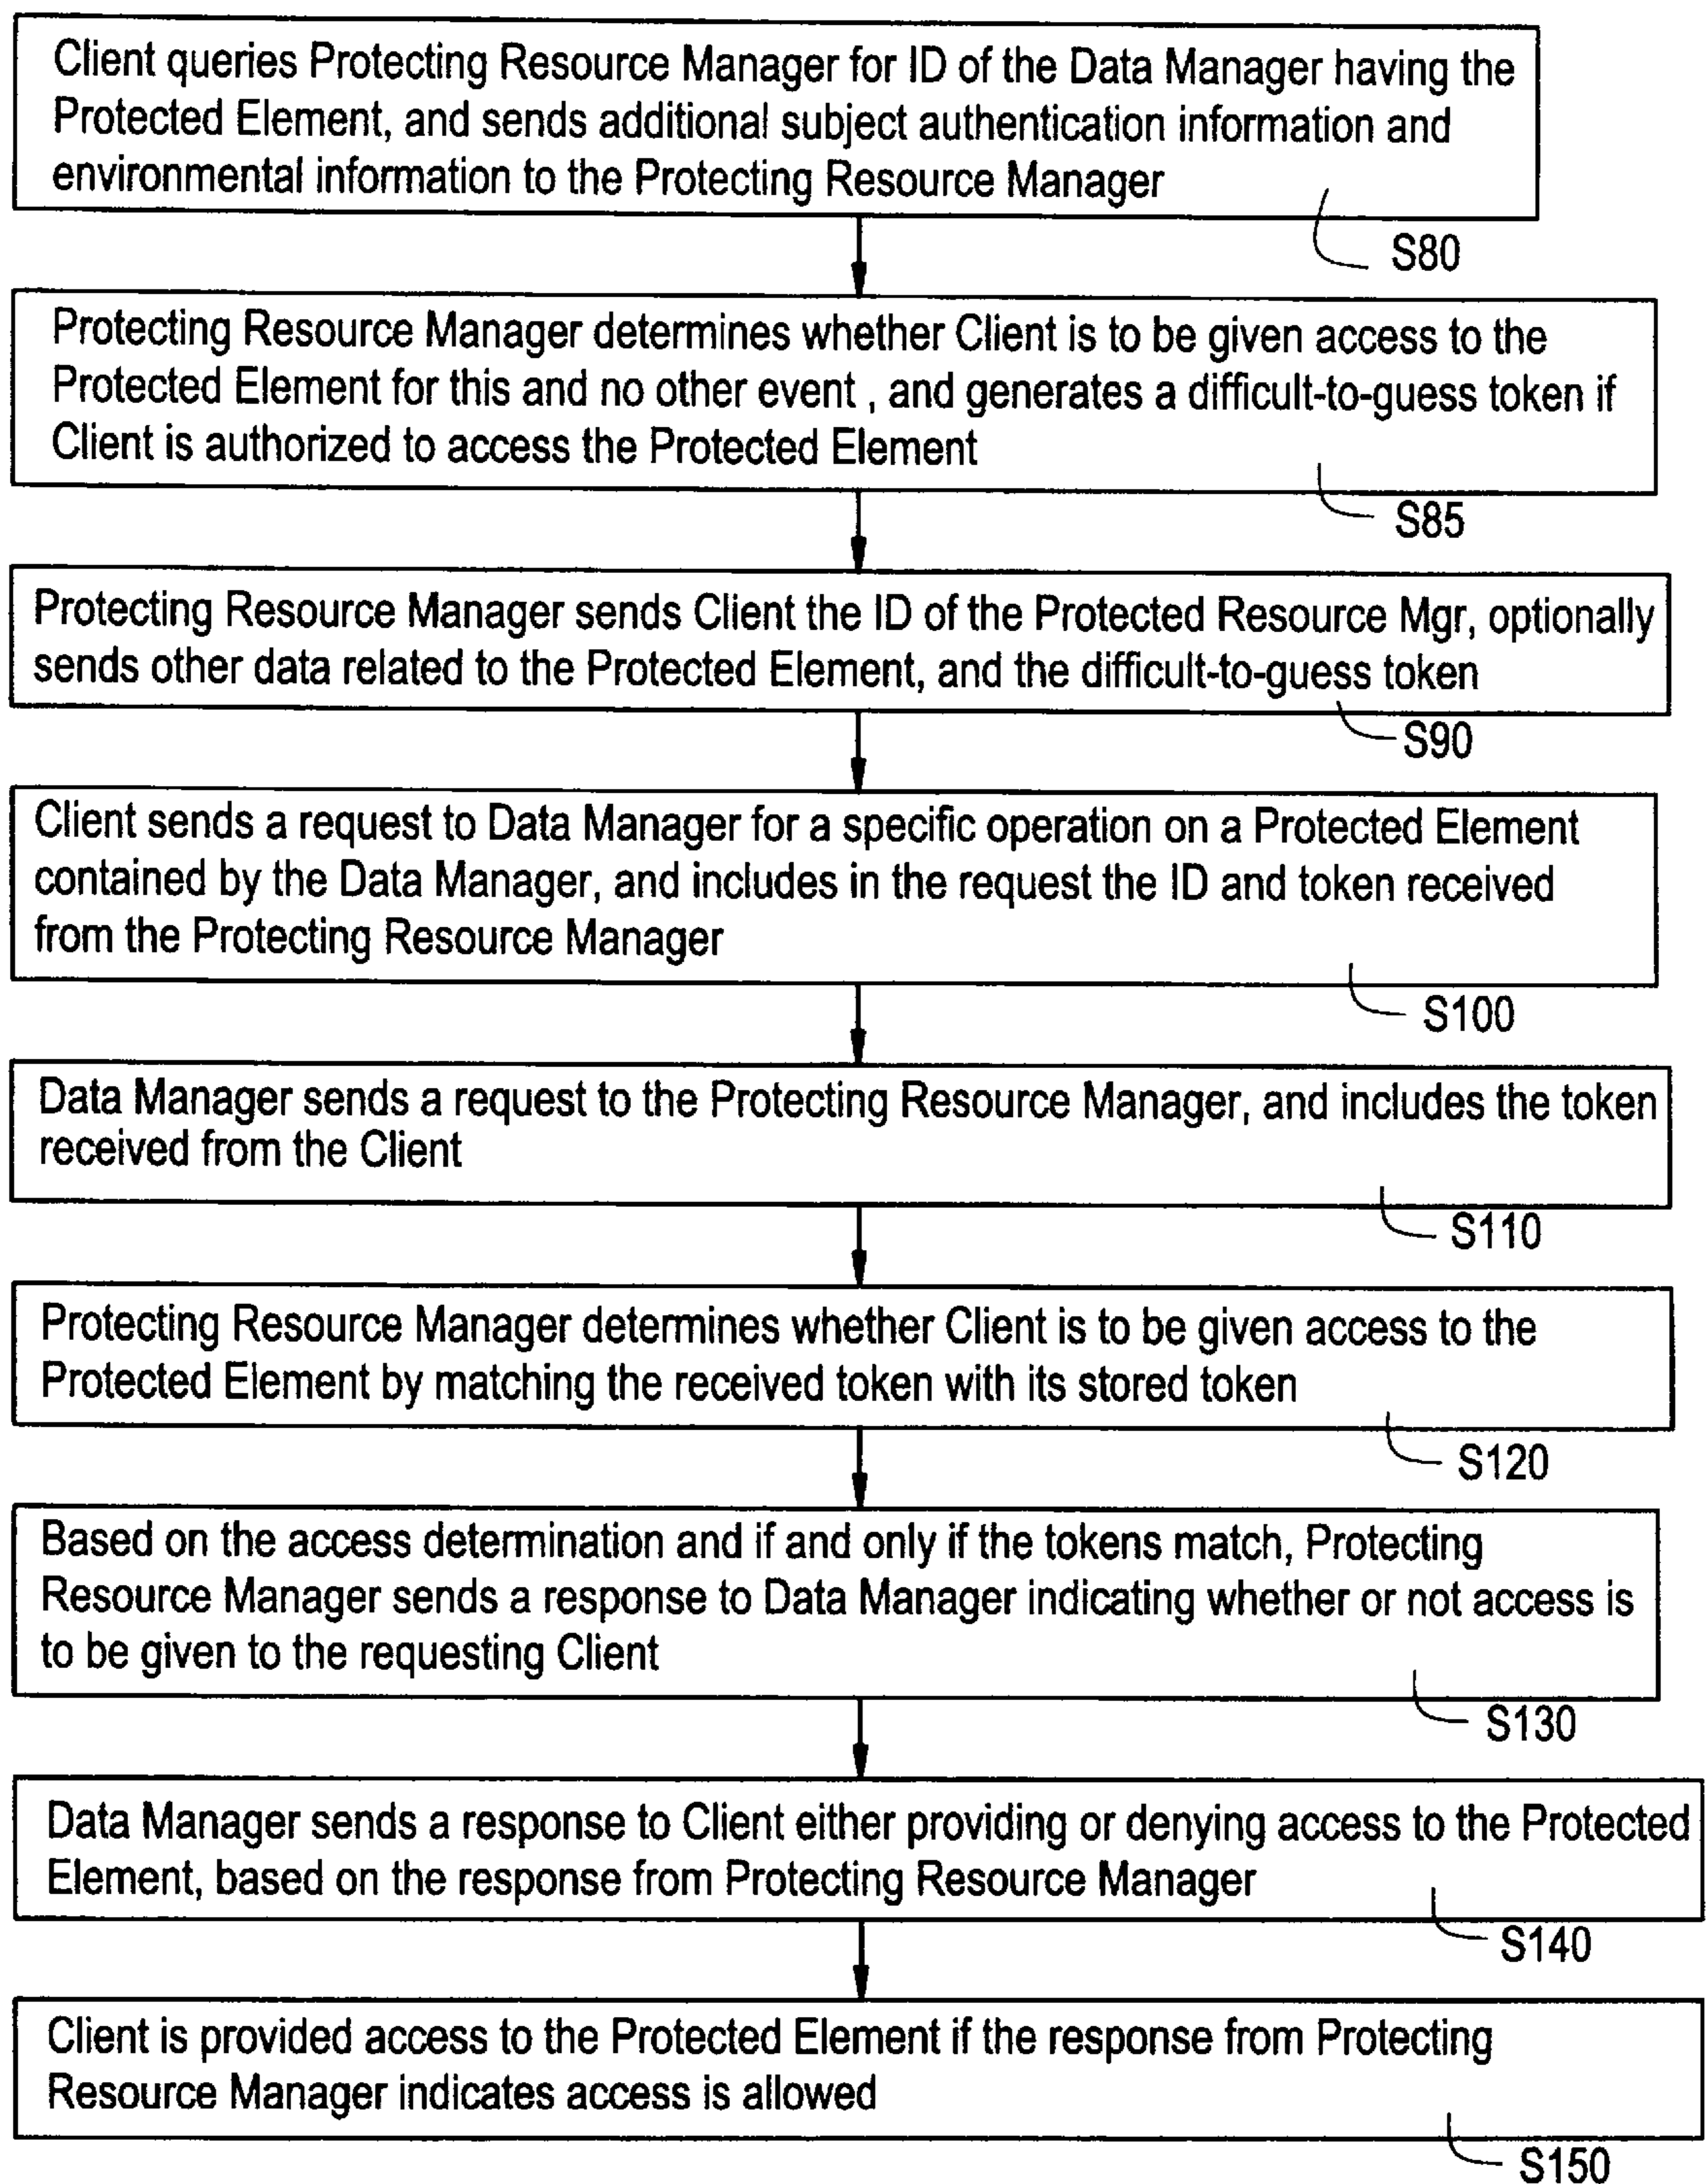 Client queries Protecting Resource Manager for ID of the Data Manager having the
Protected Element, and sends additional subject authentication information and
environmental information to the Protecting Resource Manager
S80
Protecting Resource Manager determines whether Client is to be given access to the
Protected Element for this and no other event , and generates a difficult-to-guess token if
Client is authorized to access the Protected Element
S85
Protecting Resource Manager sends Client the ID of the Protected Resource Mgr, optionally
sends other data related to the Protected Element, and the difficult-to-guess token
S90
Client sends a request to Data Manager for a specific operation on a Protected Element
contained by the Data Manager, and includes in the request the ID and token received
from the Protecting Resource Manager
S100
Data Manager sends a request to the Protecting Resource Manager, and includes the token
received from the Client
S110
Protecting Resource Manager determines whether Client is to be given access to the
Protected Element by matching the received token with its stored token
S120
Based on the access determination and if and only if the tokens match, Protecting
Resource Manager sends a response to Data Manager indicating whether or not access is
to be given to the requesting Client
S130
Data Manager sends a response to Client either providing or denying access to the Protected
Element, based on the response from Protecting Resource Manager
S140
Client is provided access to the Protected Element if the response from Protecting
Resource Manager indicates access is allowed
S150